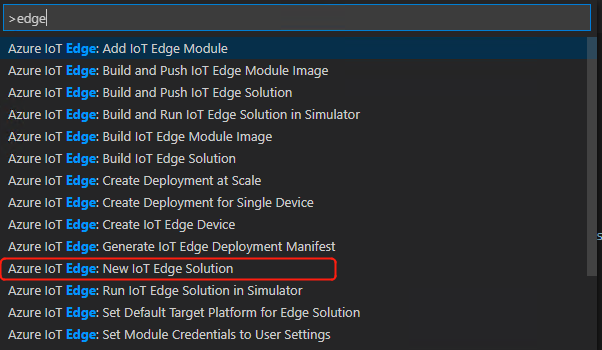 >edge
Azure IoT Edge: Add IoT Edge Module
Azure IoT Edge: Build and Push IoT Edge Module Image
Azure IoT Edge: Build and Push IoT Edge Solution
Azure IoT Edge: Build and Run IoT Edge Solution in Simulator
Azure IoT Edge: Build IoT Edge Module Image
Azure IoT Edge: Build IoT Edge Solution
Azure IoT Edge: Create Deployment at Scale
Azure IoT Edge: Create Deployment for Single Device
Azure IoT Edge: Create IoT Edge Device
Azure IoT Edge: Generate IoT Edge Deployment Manifest
Azure IoT Edge: New IoT Edge Solution
Azure IoT Edge: Run IoT Edge Solution in Simulator
Azure IoT Edge: Set Default Target Platform for Edge Solution
Azure IoT Edge: Set Module Credentials to User Settings